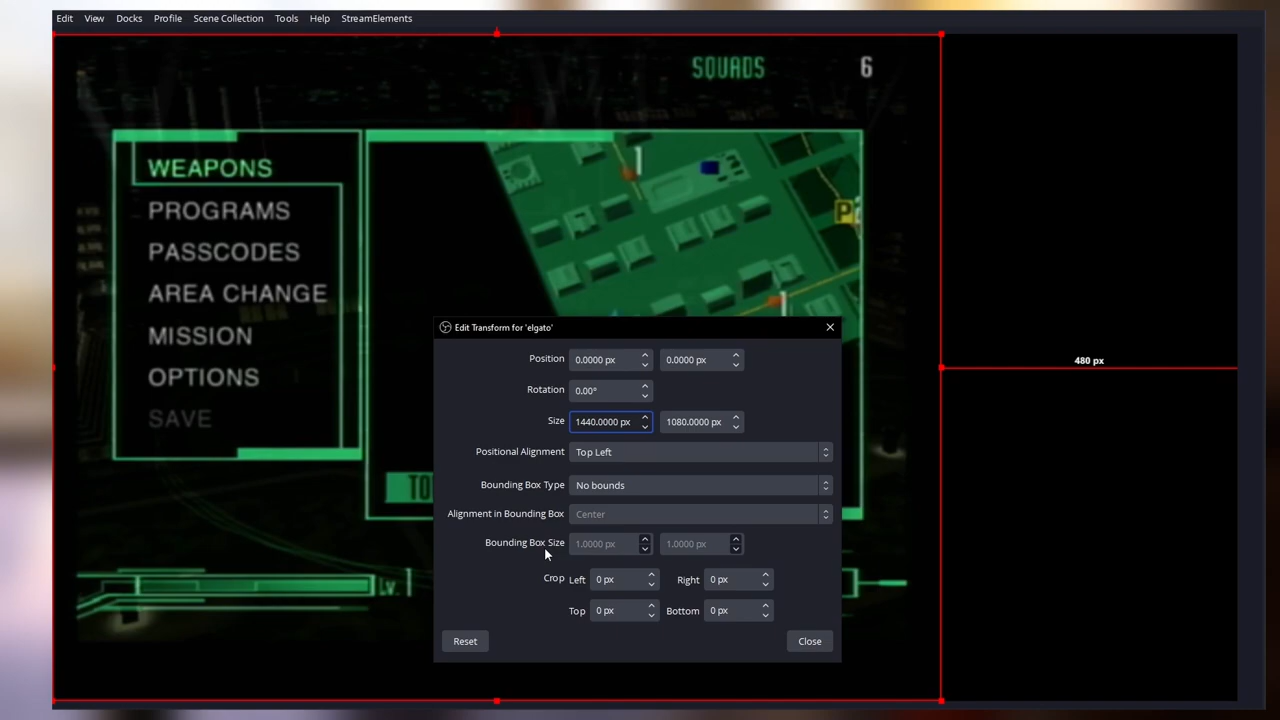 Edit View Docks Profile Scene Collection Tools Help StreamElements
SQUADS 6
WEAPONS
PROGRAMS
PASSCODES
AREA CHANGE
MISSION
OPTIONS
SAVE
P
480 px
Edit Transform for 'elgato'
Position 0.0000 px 0.0000 px
Rotation 0.00°
Size 1440.0000 px 1080.0000 px
Positional Alignment Top Left
Bounding Box Type No bounds
Alignment in Bounding Box Center
Bounding Box Size 1.0000 px 1.0000 px
Crop Left 0 px Right 0 px
Top 0 px Bottom 0 px
Reset Close
TO
Lv.